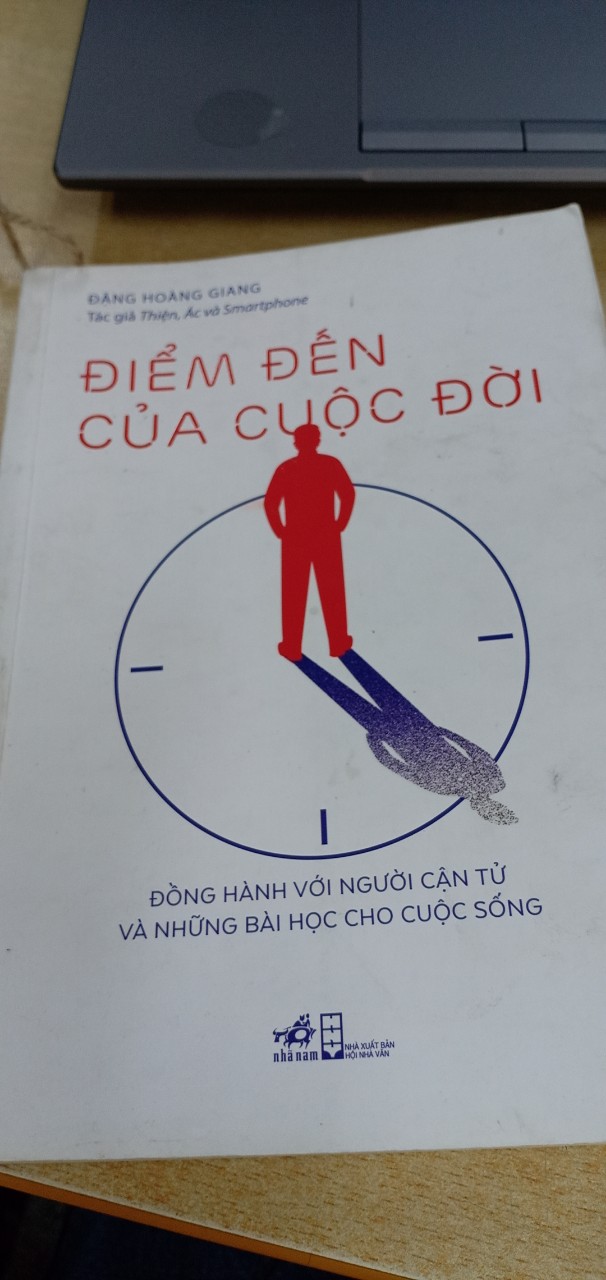 ĐẶNG HOÀNG GIANG
Tác giả Thiện, Ác và Smartphone
ĐIỂM ĐẾN
CỦA CUỘC ĐỜI
ĐỒNG HÀNH VỚI NGƯỜI CẬN TỬ
VÀ NHỮNG BÀI HỌC CHO CUỘC SỐNG
nhã nam
NHÀ XUẤT BẢN
HỘI NHÀ VĂN